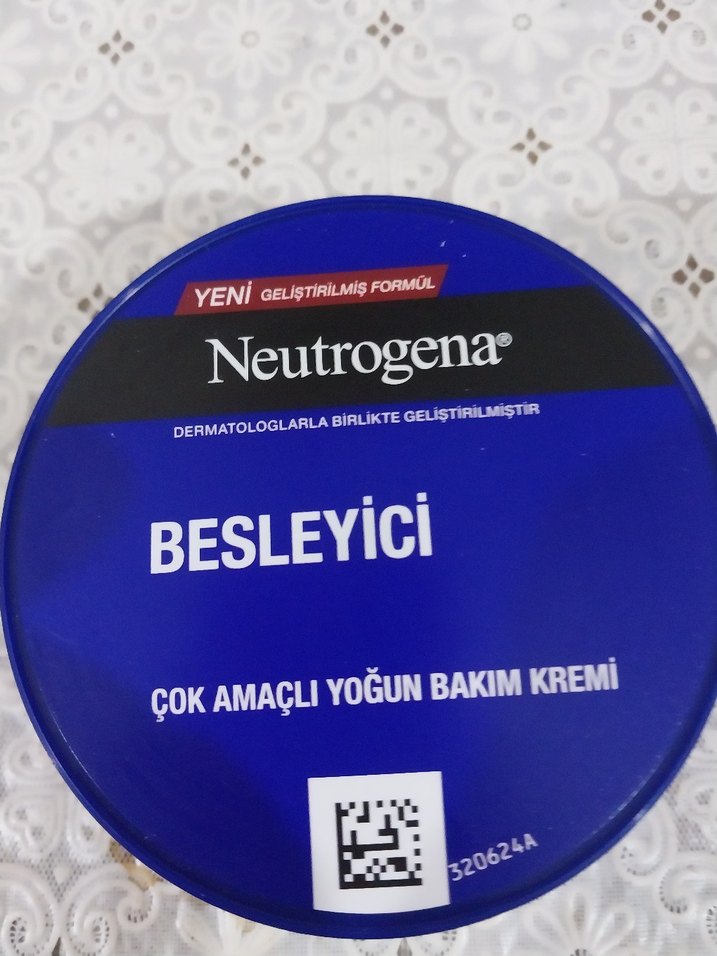 YENİ GELİŞTİRİLMİŞ FORMÜL
Neutrogena®
DERMATOLOGLARLA BİRLİKTE GELİŞTİRİLMİŞTİR
BESLEYİCİ
ÇOK AMAÇLI YOĞUN BAKIM KREMİ
320624A